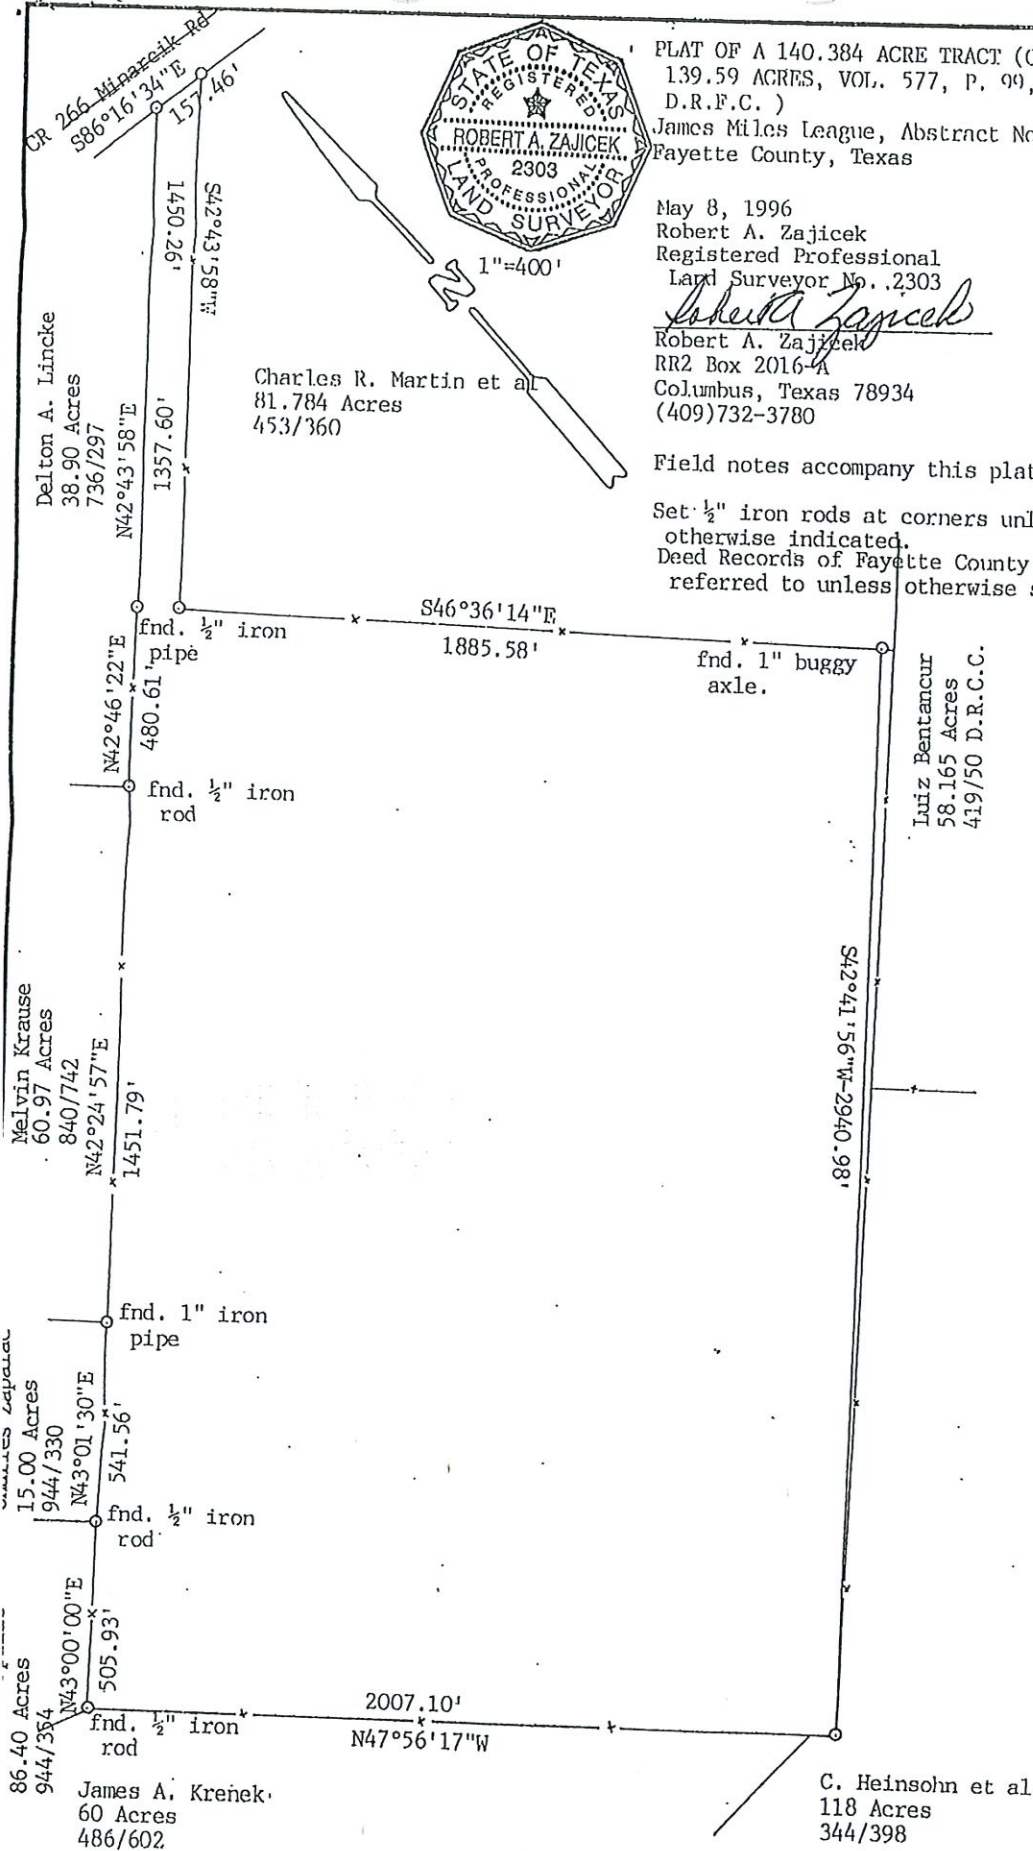 CR 266 Minarcik Rd
S86°16'34"E
157.46'
STATE OF TEXAS
REGISTERED
ROBERT A. ZAJICEK
2303
PROFESSIONAL
LAND SURVEYOR
1"=400'
N
PLAT OF A 140.384 ACRE TRACT (
139.59 ACRES, VOL. 577, P. 99,
D.R.F.C. )
James Miles League, Abstract
Fayette County, Texas
May 8, 1996
Robert A. Zajicek
Registered Professional
Land Surveyor No. 2303
Robert A Zajicek
Robert A. Zajicek
RR2 Box 2016-A
Columbus, Texas 78934
(409)732-3780
Field notes accompany this plat
Set ½" iron rods at corners
otherwise indicated.
Deed Records of Fayette County
referred to unless otherwise
1450.26'
S42°43'58"W
Delton A. Lincke
38.90 Acres
736/297
N42°43'58"E
1357.60'
Charles R. Martin et al
81.784 Acres
453/360
S46°36'14"E
1885.58'
fnd. ½" iron
pipe
fnd. 1" buggy
axle.
N42°46'22"E
480.61'
fnd. ½" iron
rod
Luiz Bentancur
58.165 Acres
419/50 D.R.C.C.
S42°41'56"W-2940.98'
Melvin Krause
60.97 Acres
840/742
N42°24'57"E
1451.79'
fnd. 1" iron
pipe
15.00 Acres
944/330
N43°01'30"E
541.56'
fnd. ½" iron
rod
86.40 Acres
944/354
N43°00'00"E
505.93'
fnd. ½" iron
rod
2007.10'
N47°56'17"W
James A. Krenek
60 Acres
486/602
C. Heinsohn et al
118 Acres
344/398